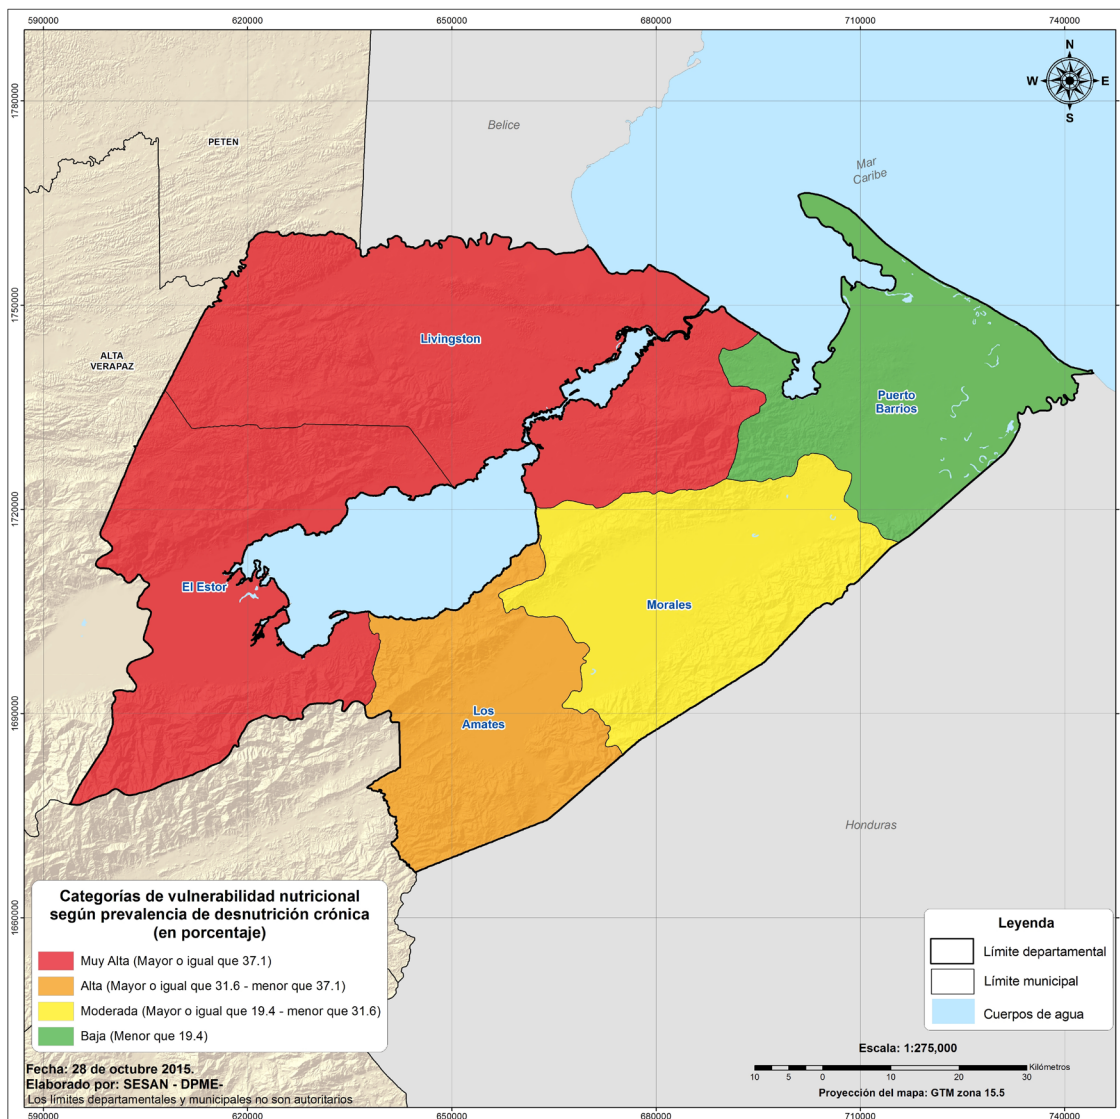 590000
620000
650000
680000
710000
740000
N
W
E
S
1780000
1750000
1720000
1690000
1660000
PETEN
Belice
Mar
Caribe
ALTA
VERAPAZ
Livingston
Puerto
Barrios
El Estor
Morales
Los
Amates
Honduras
Categorías de vulnerabilidad nutricional
según prevalencia de desnutrición crónica
(en porcentaje)
Muy Alta (Mayor o igual que 37.1)
Alta (Mayor o igual que 31.6 - menor que 37.1)
Moderada (Mayor o igual que 19.4 - menor que 31.6)
Baja (Menor que 19.4)
Fecha: 28 de octubre 2015.
Elaborado por: SESAN - DPME-
Los límites departamentales y municipales no son autoritarios
Leyenda
Límite departamental
Límite municipal
Cuerpos de agua
Escala: 1:275,000
Kilómetros
10 5 0 10 20 30
Proyección del mapa: GTM zona 15.5
590000
620000
650000
680000
710000
740000